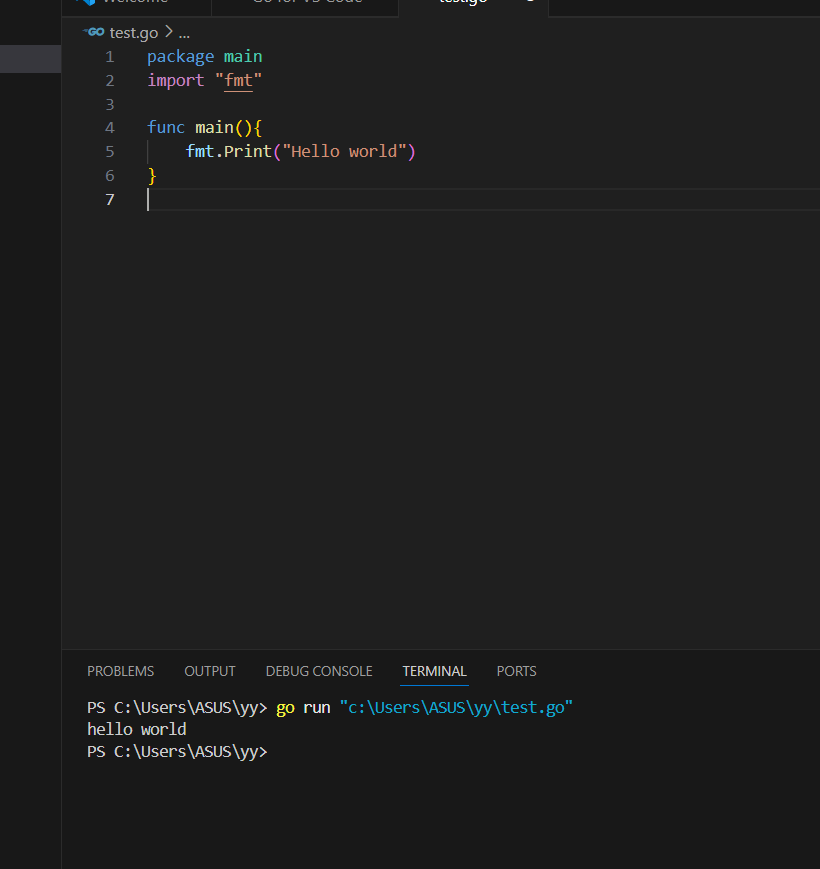 Welcome Go for VS Code test.go
GO test.go > ...
1 package main
2 import "fmt"
3
4 func main(){
5 fmt.Print("Hello world")
6 }
7
PROBLEMS OUTPUT DEBUG CONSOLE TERMINAL PORTS
PS C:\Users\ASUS\yy> go run "c:\Users\ASUS\yy\test.go"
hello world
PS C:\Users\ASUS\yy>